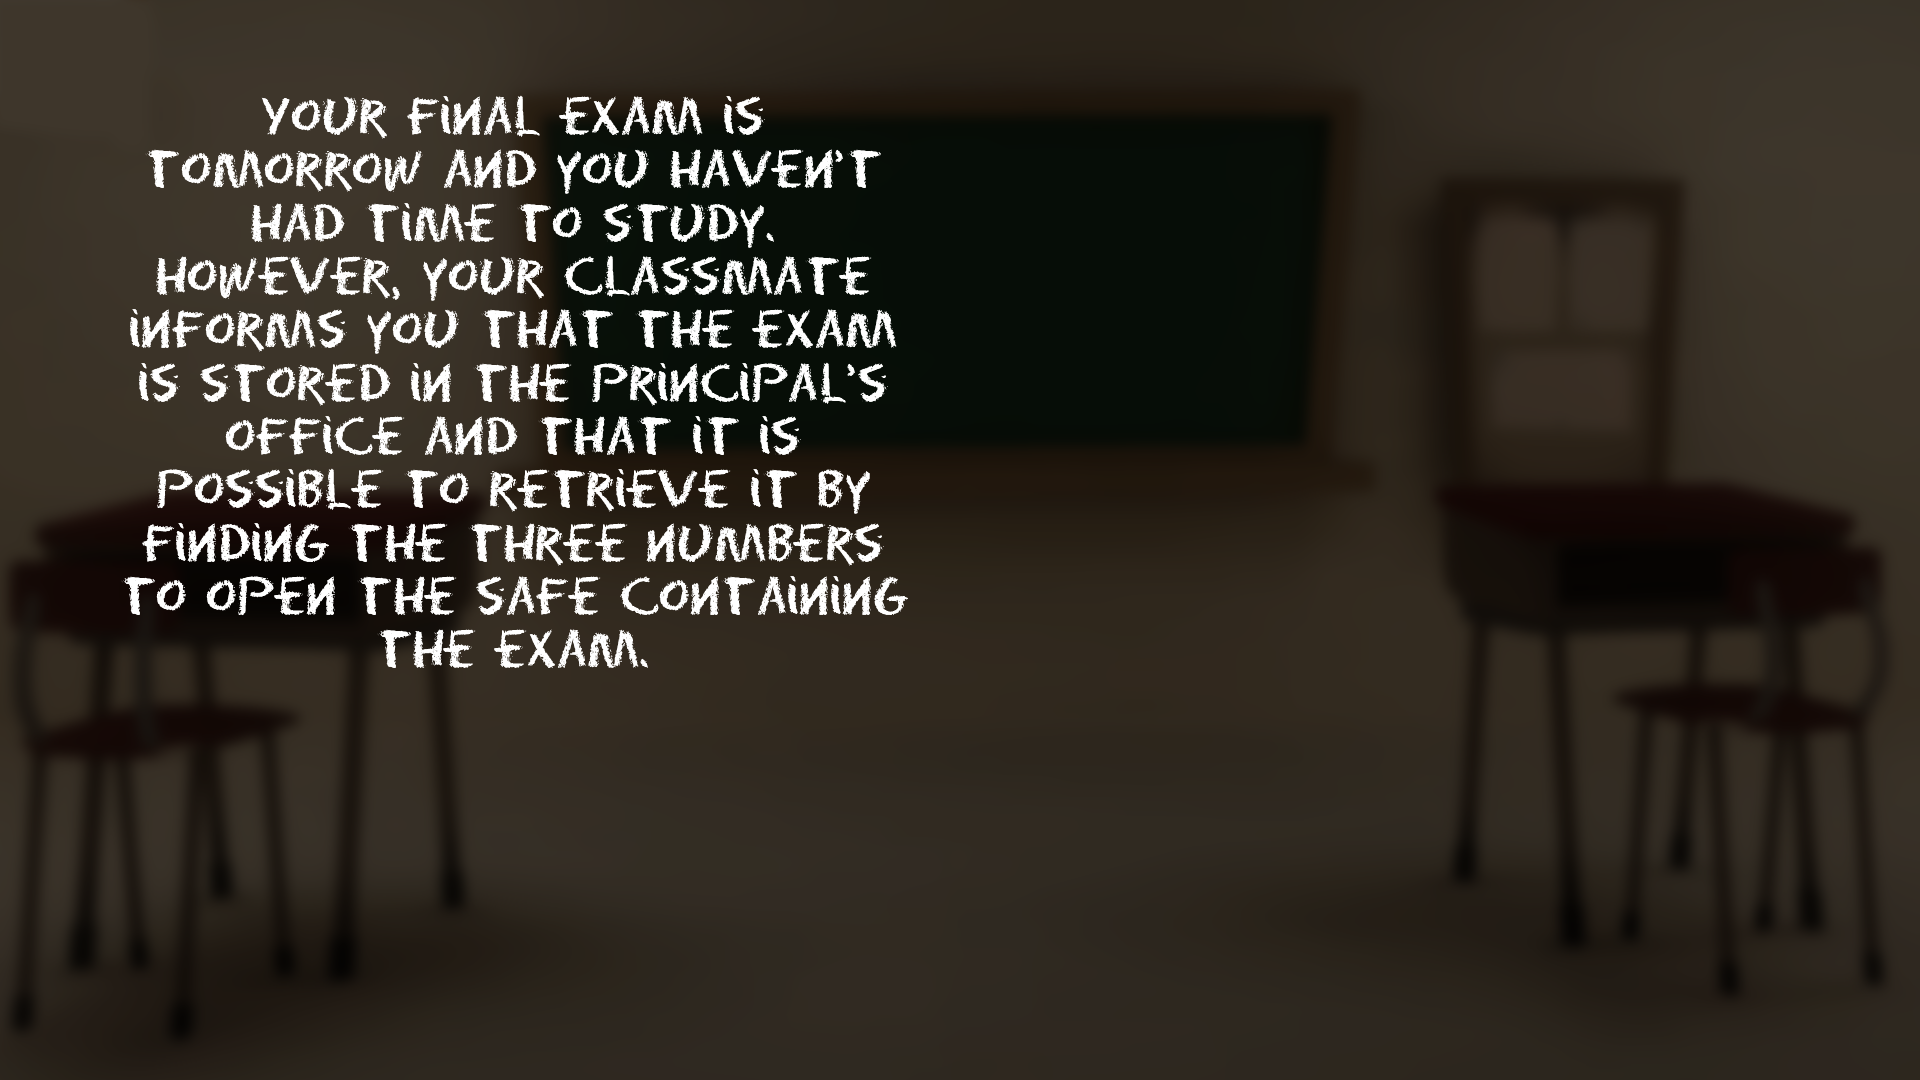 YOUR FINAL EXAM IS
TOMORROW AND YOU HAVEN'T
HAD TIME TO STUDY.
HOWEVER, YOUR CLASSMATE
INFORMS YOU THAT THE EXAM
IS STORED IN THE PRINCIPAL'S
OFFICE AND THAT IT IS
POSSIBLE TO RETRIEVE IT BY
FINDING THE THREE NUMBERS
TO OPEN THE SAFE CONTAINING
THE EXAM.